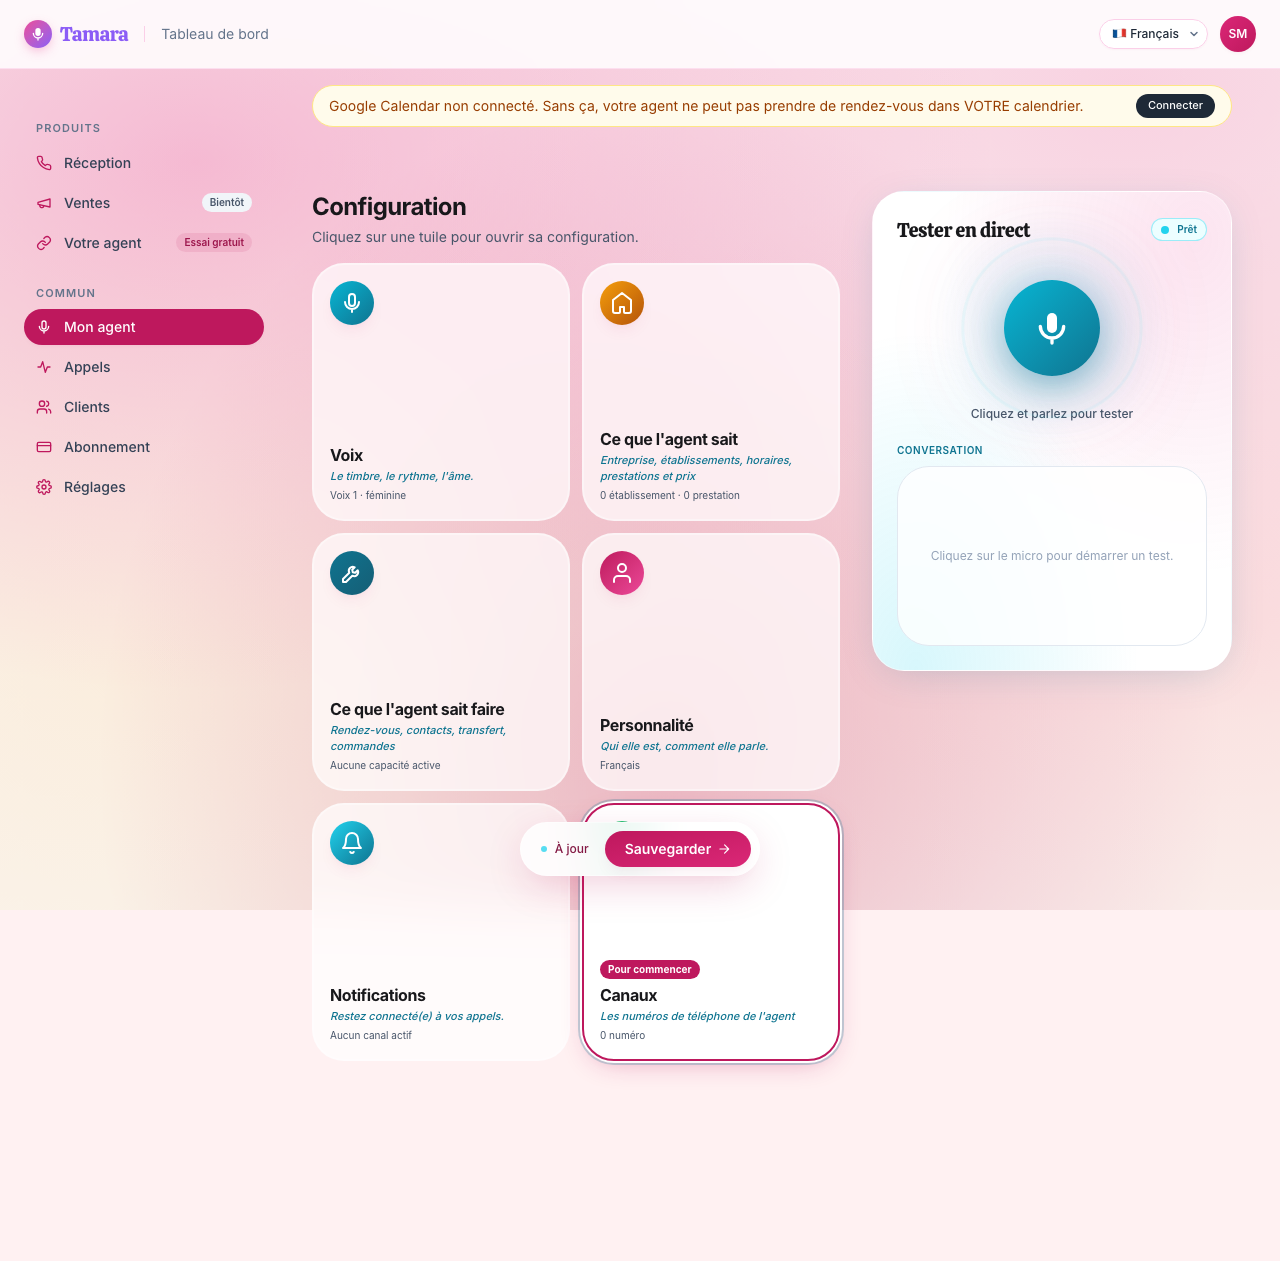 Tamara
Tableau de bord
Français
SM
Google Calendar non connecté. Sans ça, votre agent ne peut pas prendre de rendez-vous dans VOTRE calendrier.
Connecter
PRODUITS
Réception
Ventes
Bientôt
Votre agent
Essai gratuit
COMMUN
Mon agent
Appels
Clients
Abonnement
Réglages
Configuration
Cliquez sur une tuile pour ouvrir sa configuration.
Voix
Le timbre, le rythme, l'âme.
Voix 1 · féminine
Ce que l'agent sait
Entreprise, établissements, horaires,
prestations et prix
0 établissement · 0 prestation
Ce que l'agent sait faire
Rendez-vous, contacts, transfert,
commandes
Aucune capacité active
Personnalité
Qui elle est, comment elle parle.
Français
À jour
Sauvegarder →
Notifications
Restez connecté(e) à vos appels.
Aucun canal actif
Pour commencer
Canaux
Les numéros de téléphone de l'agent
0 numéro
Tester en direct
Prêt
Cliquez et parlez pour tester
CONVERSATION
Cliquez sur le micro pour démarrer un test.